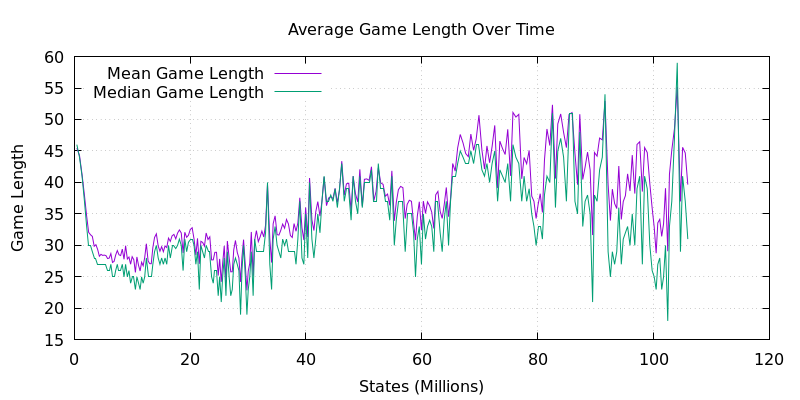 Average Game Length Over Time
Mean Game Length
Median Game Length
Game Length
60
55
50
45
40
35
30
25
20
15
0 20 40 60 80 100 120
States (Millions)